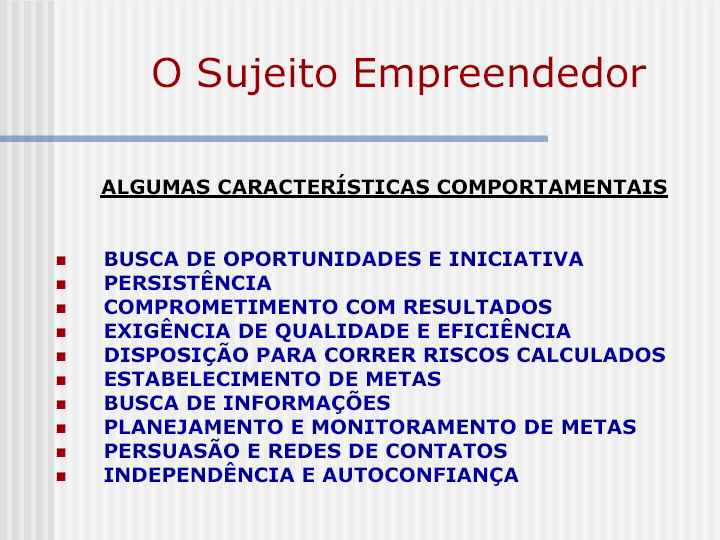 O Sujeito Empreendedor
ALGUMAS CARACTERÍSTICAS COMPORTAMENTAIS
BUSCA DE OPORTUNIDADES E INICIATIVA
PERSISTÊNCIA
COMPROMETIMENTO COM RESULTADOS
EXIGÊNCIA DE QUALIDADE E EFICIÊNCIA
DISPOSIÇÃO PARA CORRER RISCOS CALCULADOS
ESTABELECIMENTO DE METAS
BUSCA DE INFORMAÇÕES
PLANEJAMENTO E MONITORAMENTO DE METAS
PERSUASÃO E REDES DE CONTATOS
INDEPENDÊNCIA E AUTOCONFIANÇA